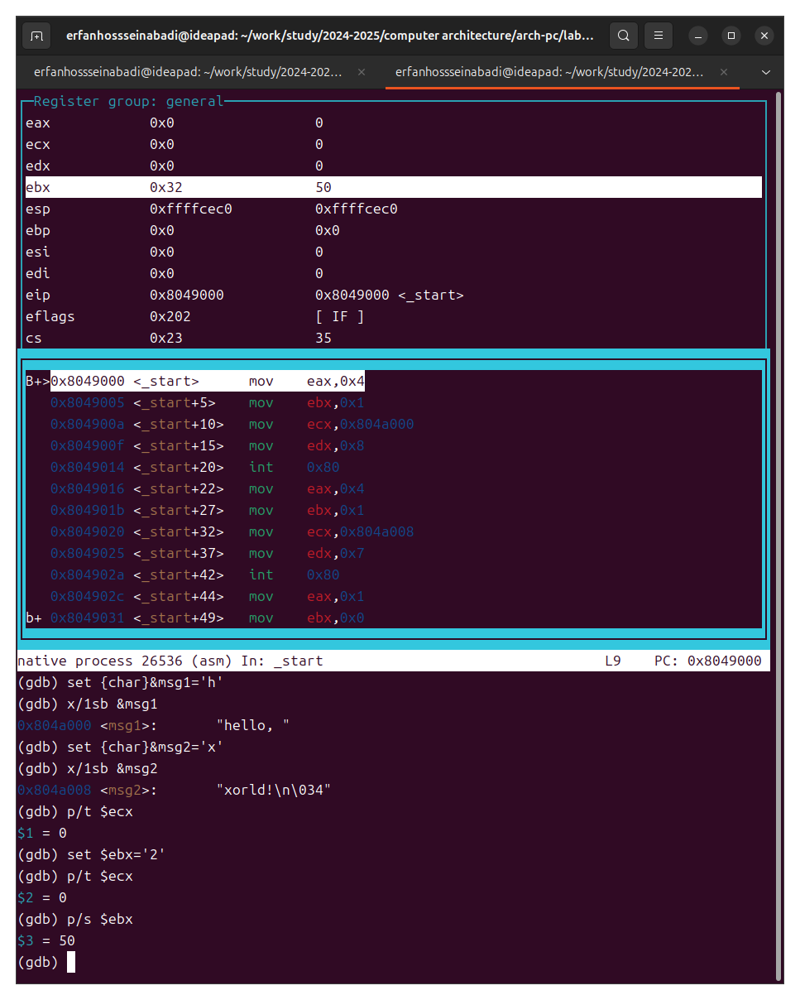 erfanhossseinabadi@ideapad: ~/work/study/2024-2025/computer architecture/arch-pc/lab...
erfanhossseinabadi@ideapad: ~/work/study/2024-202... × erfanhossseinabadi@ideapad: ~/work/study/2024-202... ×
Register group: general
eax 0x0 0
ecx 0x0 0
edx 0x0 0
ebx 0x32 50
esp 0xffffcec0 0xffffcec0
ebp 0x0 0x0
esi 0x0 0
edi 0x0 0
eip 0x8049000 0x8049000 <_start>
eflags 0x202 [ IF ]
cs 0x23 35
B+>0x8049000 <_start> mov eax,0x4
0x8049005 <_start+5> mov ebx,0x1
0x804900a <_start+10> mov ecx,0x804a000
0x804900f <_start+15> mov edx,0x8
0x8049014 <_start+20> int 0x80
0x8049016 <_start+22> mov eax,0x4
0x804901b <_start+27> mov ebx,0x1
0x8049020 <_start+32> mov ecx,0x804a008
0x8049025 <_start+37> mov edx,0x7
0x804902a <_start+42> int 0x80
0x804902c <_start+44> mov eax,0x1
b+ 0x8049031 <_start+49> mov ebx,0x0
native process 26536 (asm) In: _start L9 PC: 0x8049000
(gdb) set {char}&msg1='h'
(gdb) x/1sb &msg1
0x804a000 <msg1>: "hello, "
(gdb) set {char}&msg2='x'
(gdb) x/1sb &msg2
0x804a008 <msg2>: "xorld!\n\034"
(gdb) p/t $ecx
$1 = 0
(gdb) set $ebx='2'
(gdb) p/t $ecx
$2 = 0
(gdb) p/s $ebx
$3 = 50
(gdb)